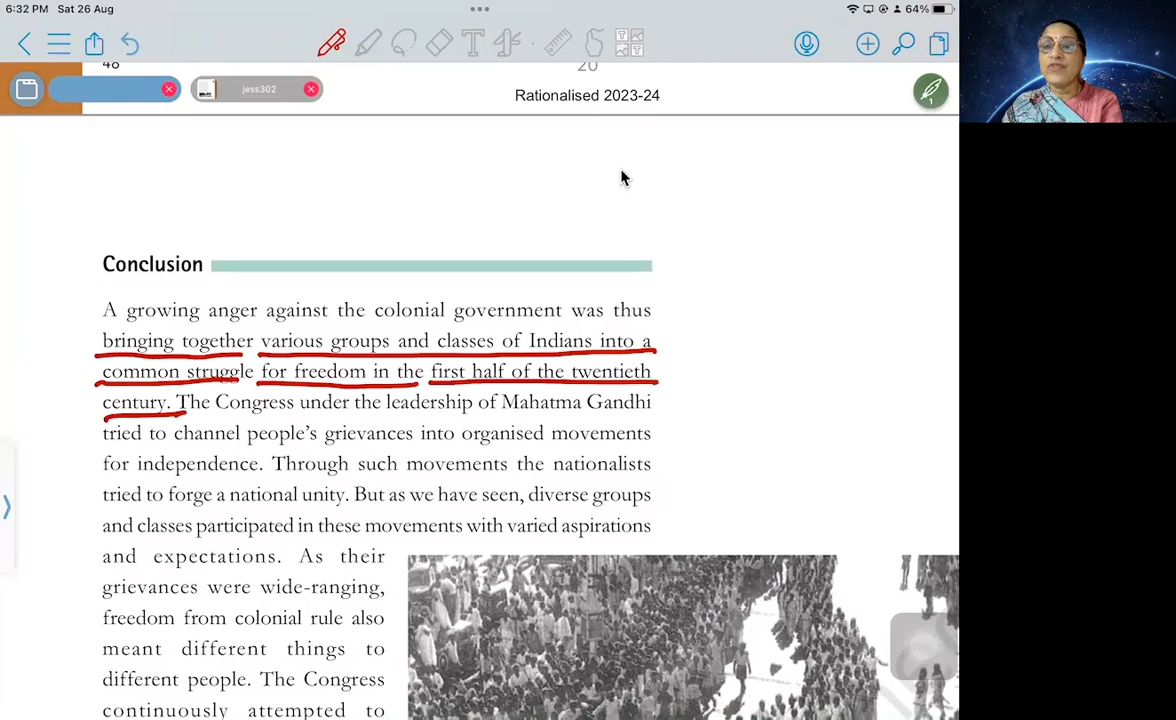 6:32 PM Sat 26 Aug
64%
48
20
jess302
Rationalised 2023-24
1
Conclusion
A growing anger against the colonial government was thus
bringing together various groups and classes of Indians into a
common struggle for freedom in the first half of the twentieth
century. The Congress under the leadership of Mahatma Gandhi
tried to channel people's grievances into organised movements
for independence. Through such movements the nationalists
tried to forge a national unity. But as we have seen, diverse groups
and classes participated in these movements with varied aspirations
and expectations. As their
grievances were wide-ranging,
freedom from colonial rule also
meant different things to
different people. The Congress
continuously attempted to